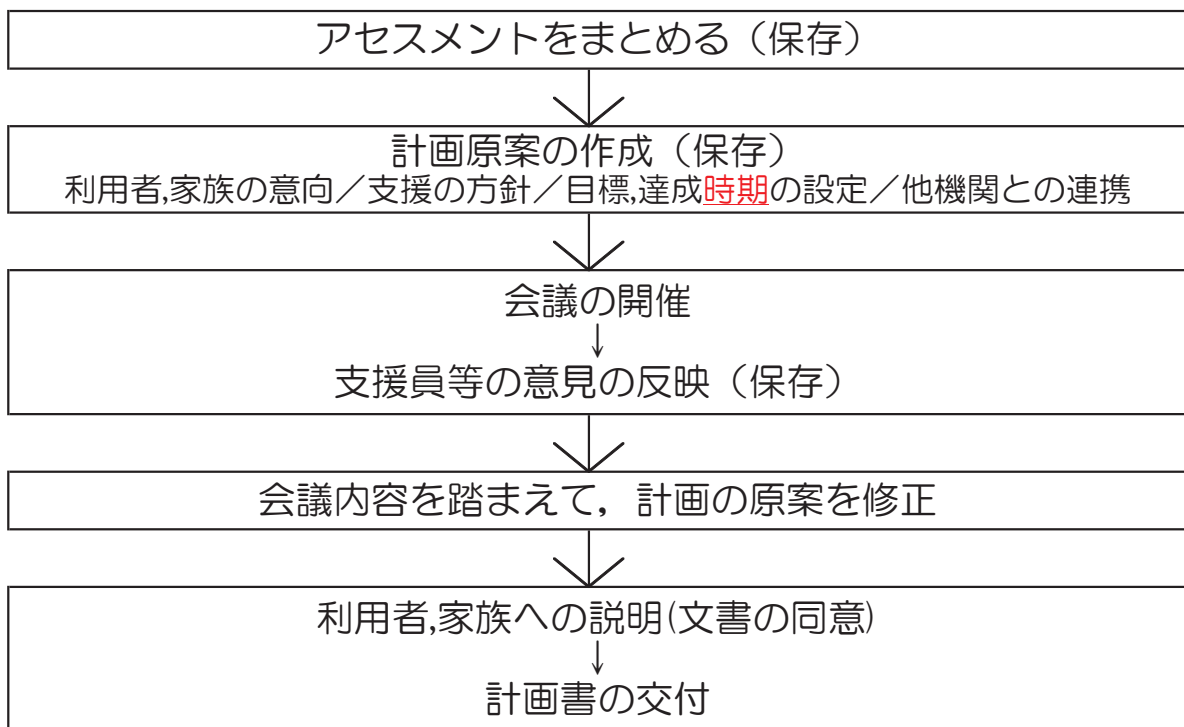 アセスメントをまとめる（保存）
計画原案の作成（保存）
利用者,家族の意向／支援の方針／目標,達成時期の設定／他機関との連携
会議の開催
支援員等の意見の反映（保存）
会議内容を踏まえて，計画の原案を修正
利用者,家族への説明(文書の同意)
計画書の交付